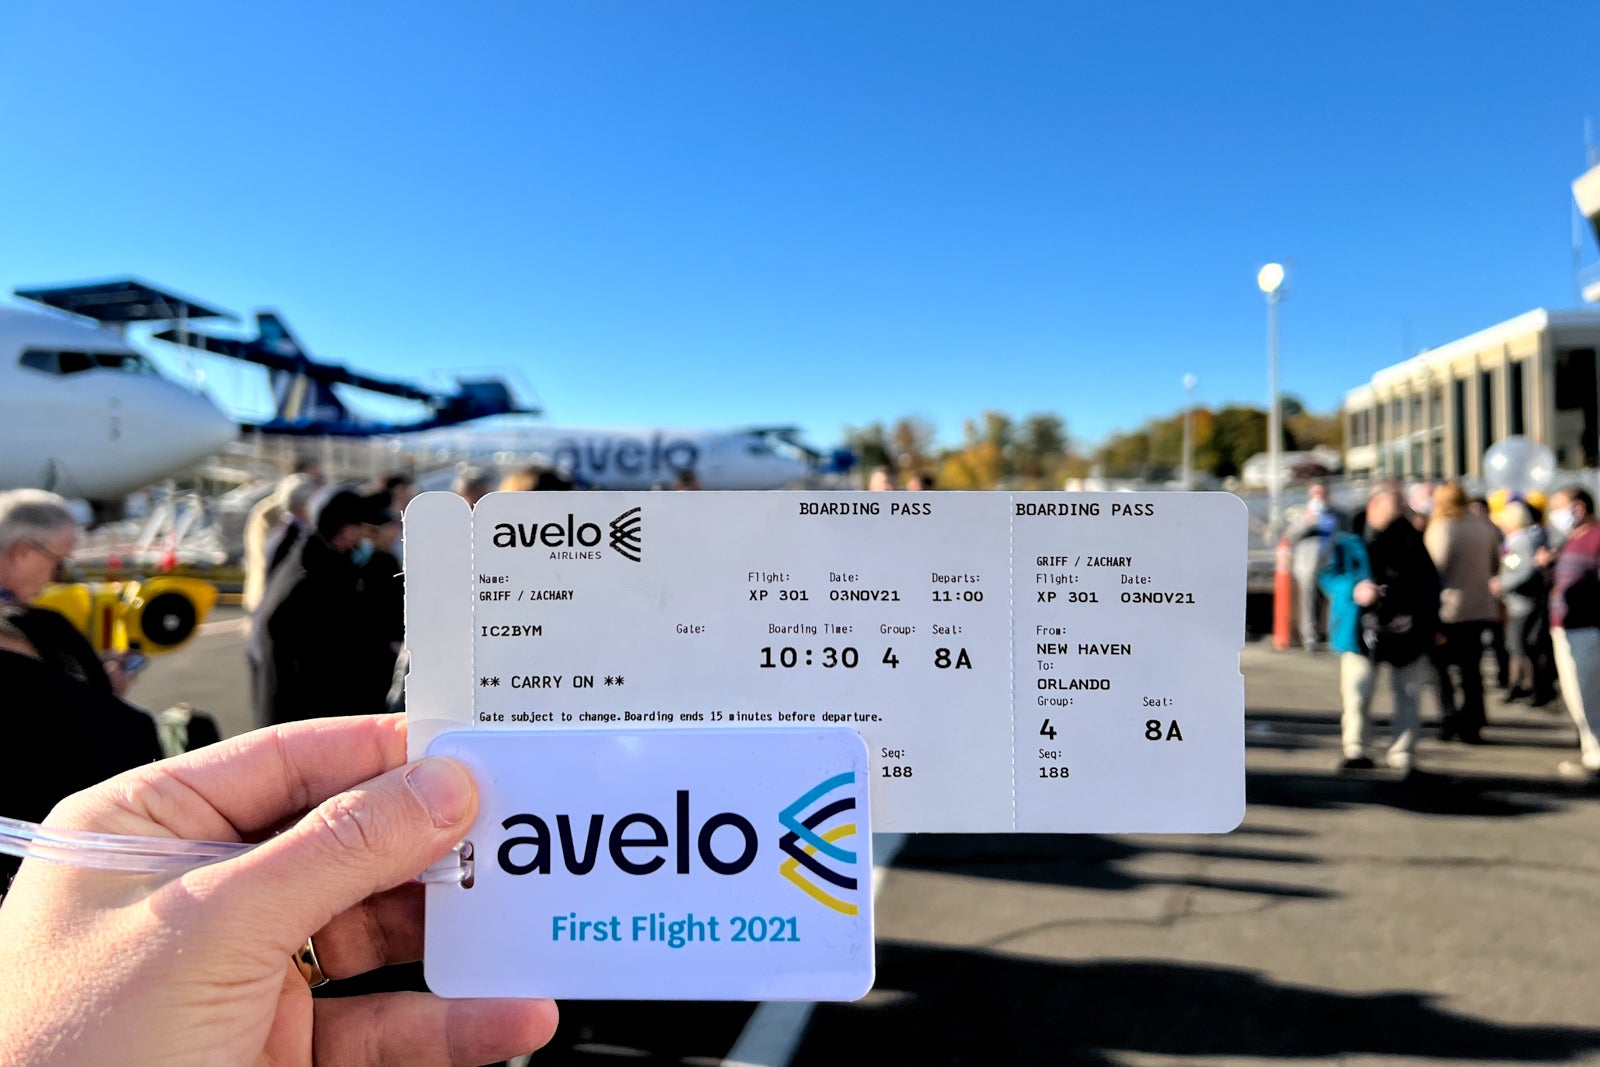 avelo
avelo
AIRLINES
BOARDING PASS
Name:
GRIFF / ZACHARY
Flight: Date: Departs:
XP 301 03NOV21 11:00
IC2BYM
Gate: Boarding Time: Group: Seat:
10:30 4 8A
** CARRY ON **
Gate subject to change. Boarding ends 15 minutes before departure.
Seq:
188
BOARDING PASS
GRIFF / ZACHARY
Flight: Date:
XP 301 03NOV21
From:
NEW HAVEN
To:
ORLANDO
Group: Seat:
4 8A
Seq:
188
avelo
First Flight 2021